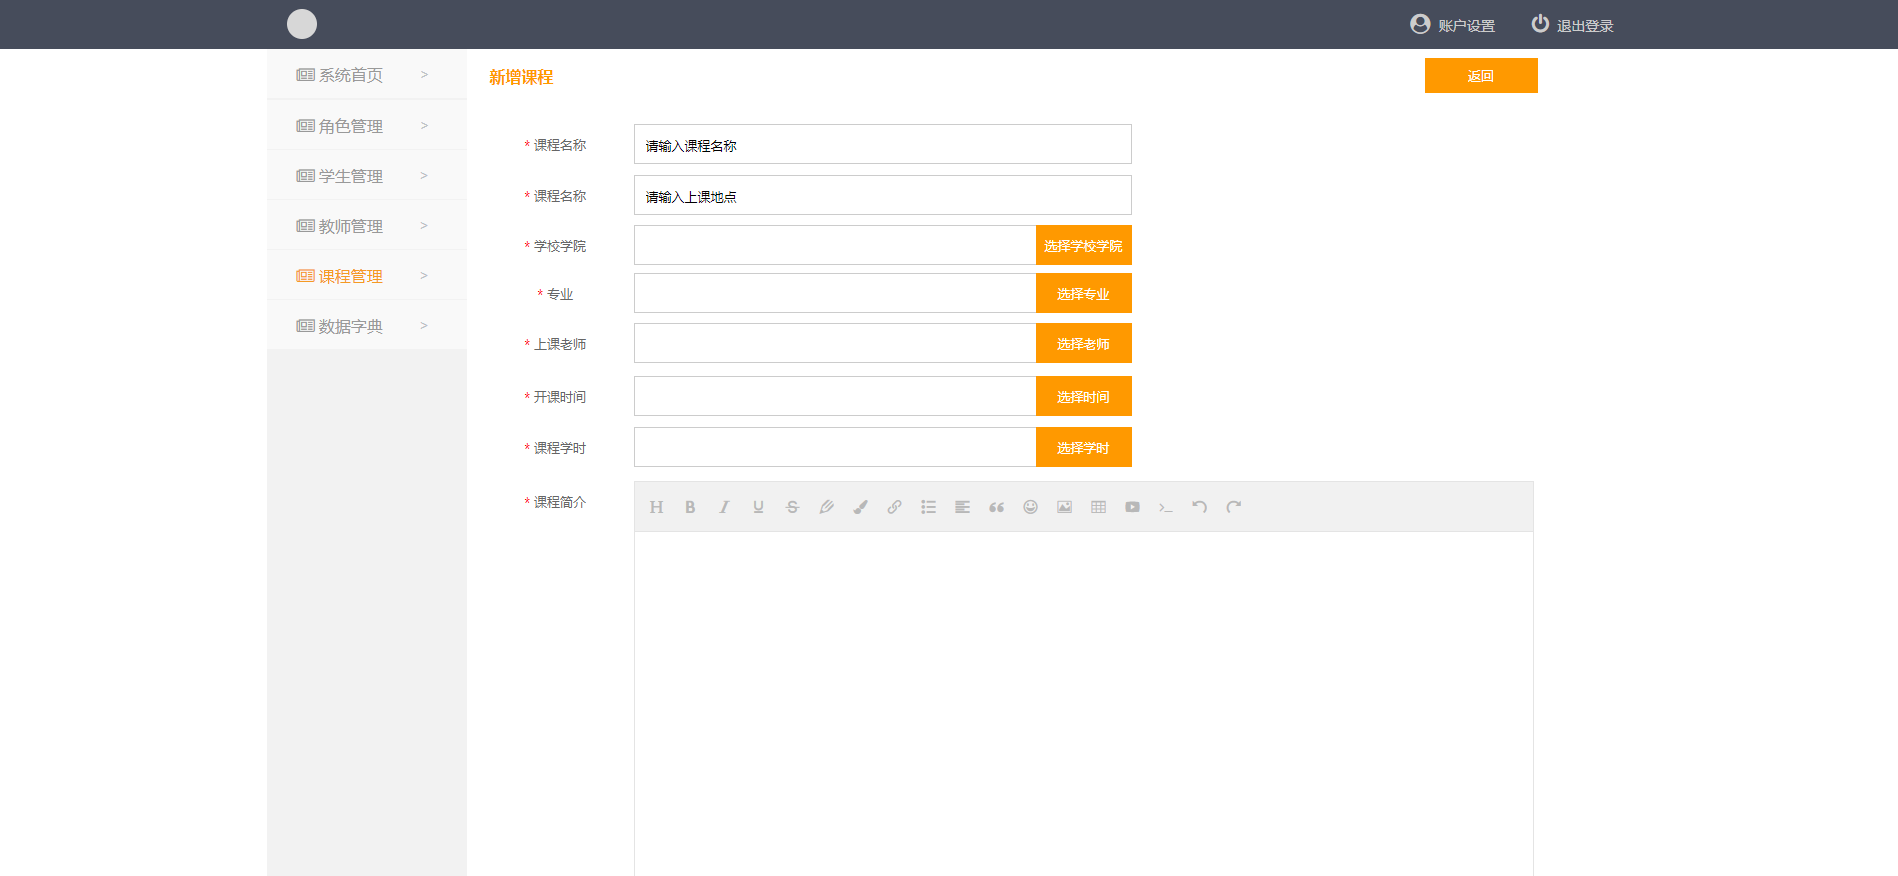 账户设置 退出登录
系统首页 >
角色管理 >
学生管理 >
教师管理 >
课程管理 >
数据字典 >
新增课程 返回
* 课程名称 请输入课程名称
* 课程名称 请输入上课地点
* 学校学院 选择学校学院
* 专业 选择专业
* 上课老师 选择老师
* 开课时间 选择时间
* 课程学时 选择学时
* 课程简介